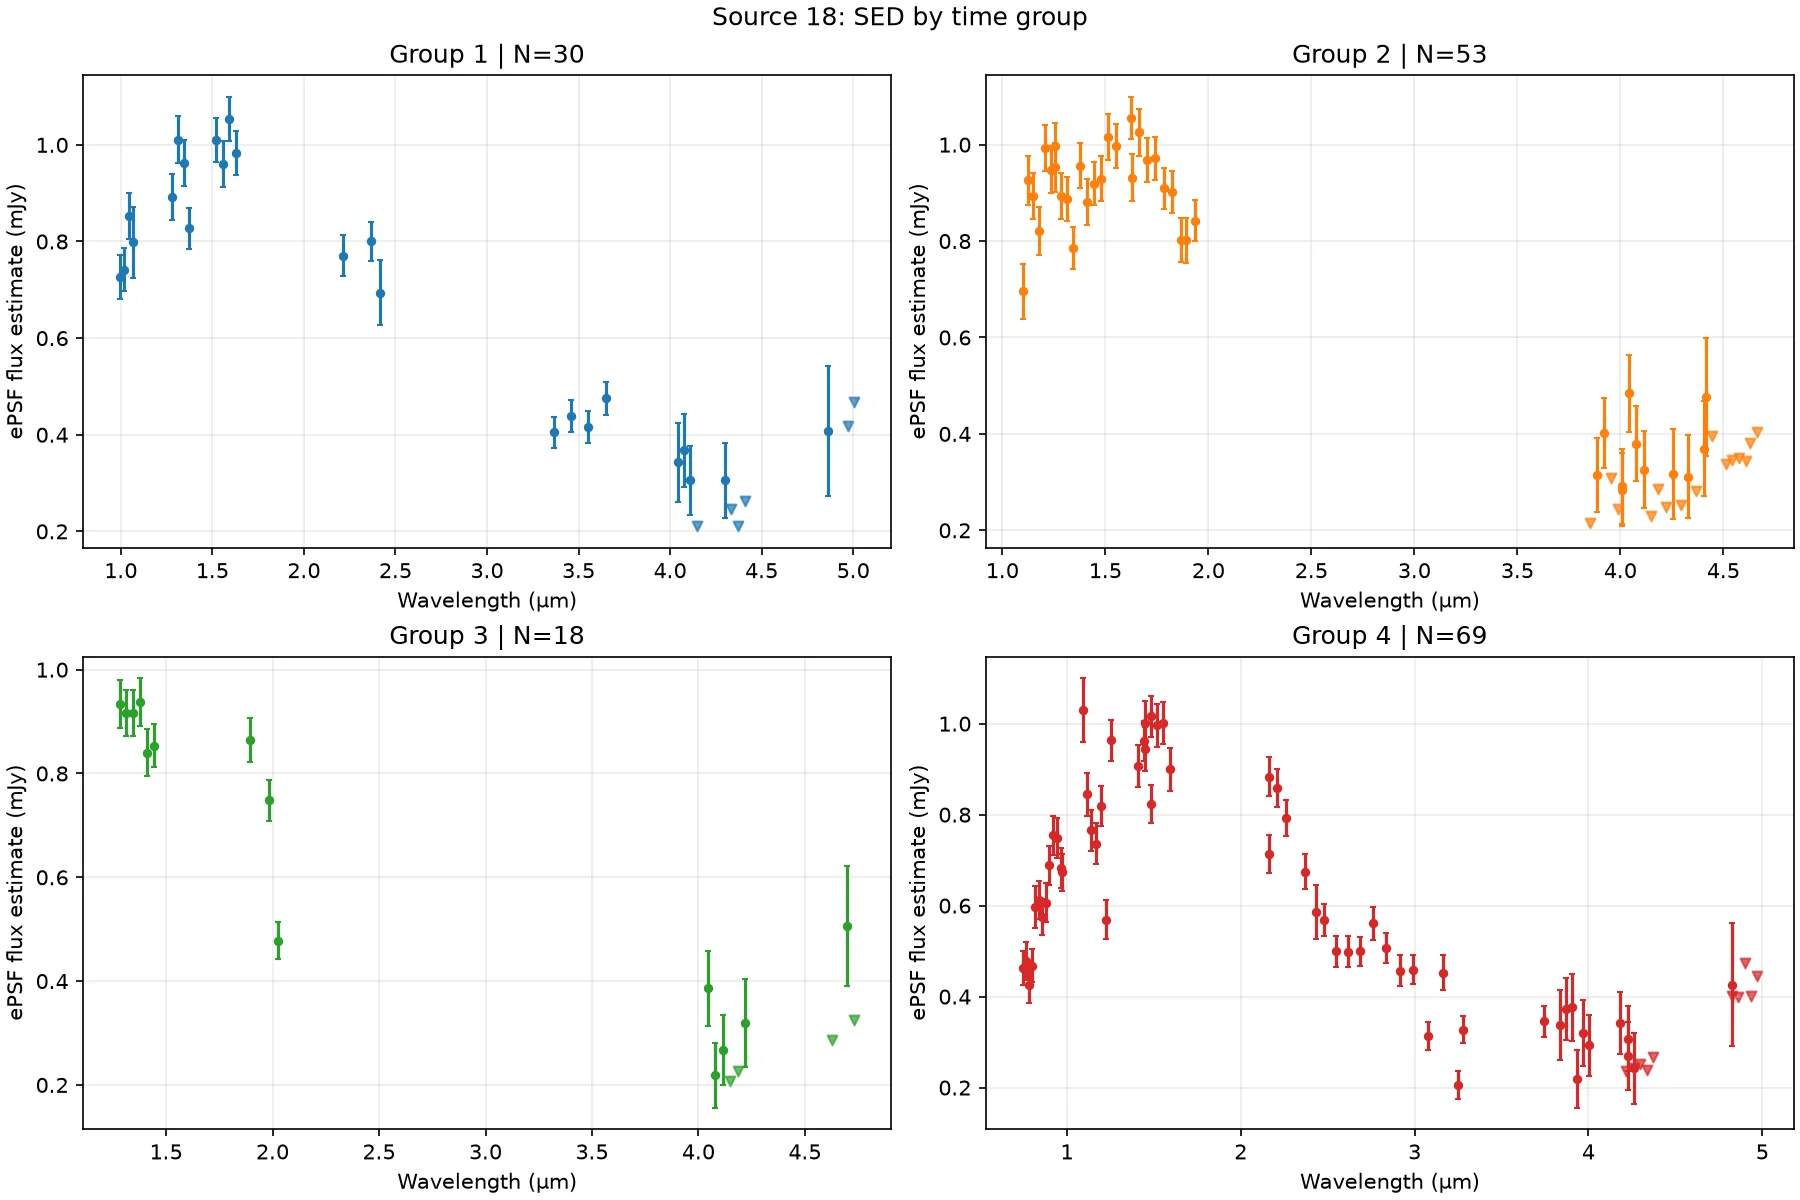 Source 18: SED by time group
Group 1 | N=30
ePSF flux estimate (mJy)
1.0
0.8
0.6
0.4
0.2
1.0 1.5 2.0 2.5 3.0 3.5 4.0 4.5 5.0
Wavelength (μm)
Group 2 | N=53
ePSF flux estimate (mJy)
1.0
0.8
0.6
0.4
0.2
1.0 1.5 2.0 2.5 3.0 3.5 4.0 4.5
Wavelength (μm)
Group 3 | N=18
ePSF flux estimate (mJy)
1.0
0.8
0.6
0.4
0.2
1.5 2.0 2.5 3.0 3.5 4.0 4.5
Wavelength (μm)
Group 4 | N=69
ePSF flux estimate (mJy)
1.0
0.8
0.6
0.4
0.2
1 2 3 4 5
Wavelength (μm)